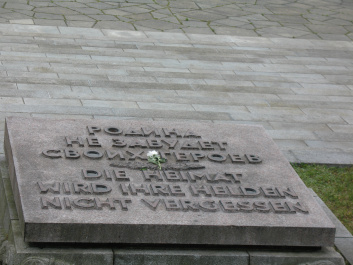 РОДИНА
НЕ ЗАБУДЕТ
СВОИХ ГЕРОЕВ
DIE HEIMAT
WIRD IHRE HELDEN
NICHT VERGESSEN